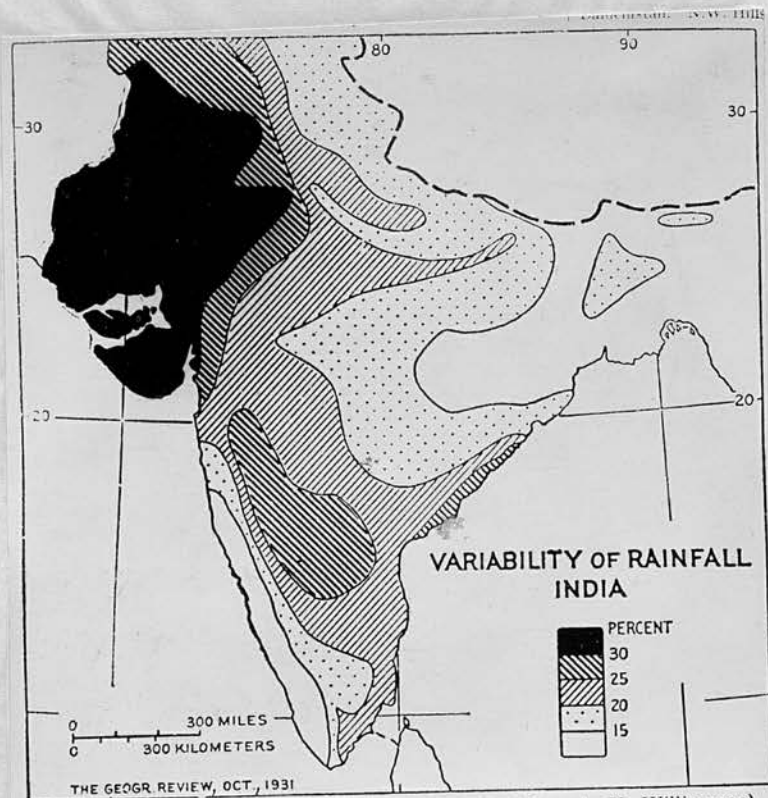 N.W. Hills
80 90
30 30
20 20
VARIABILITY OF RAINFALL
INDIA
PERCENT
30
25
20
15
0 300 MILES
0 300 KILOMETERS
THE GEOGR. REVIEW, OCT., 1931